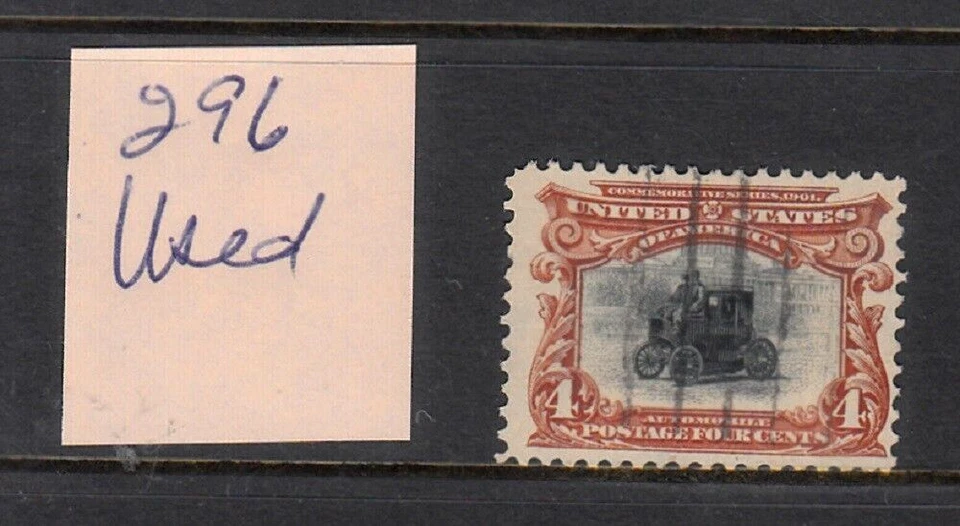 296
Used
COMMEMORATIVE SERIES, 1901.
UNITED STATES
OF AMERICA
4 4
AUTOMOBILE
POSTAGE FOUR CENTS